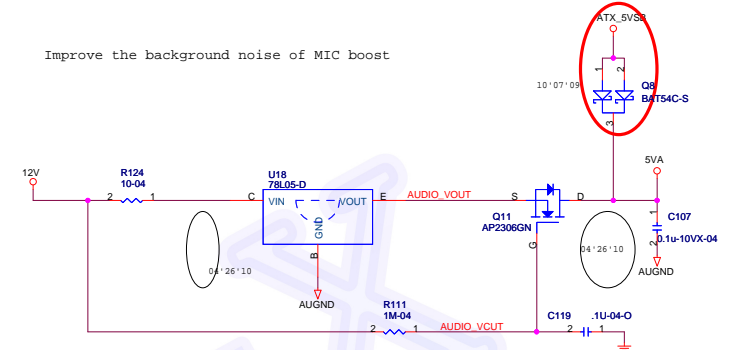 ATX_5VSB
Improve the background noise of MIC boost
1
2
10'07'09
Q8
BAT54C-S
3
12V
R124
10-04
2
1
U18
78L05-D
C
VIN
VOUT
E
GND
B
AUDIO_VOUT
S
D
G
Q11
AP2306GN
5VA
1
C107
0.1u-10VX-04
2
AUGND
04'26'10
04'26'10
AUGND
R111
1M-04
2
1
AUDIO_VCUT
C119
.1U-04-O
2
1